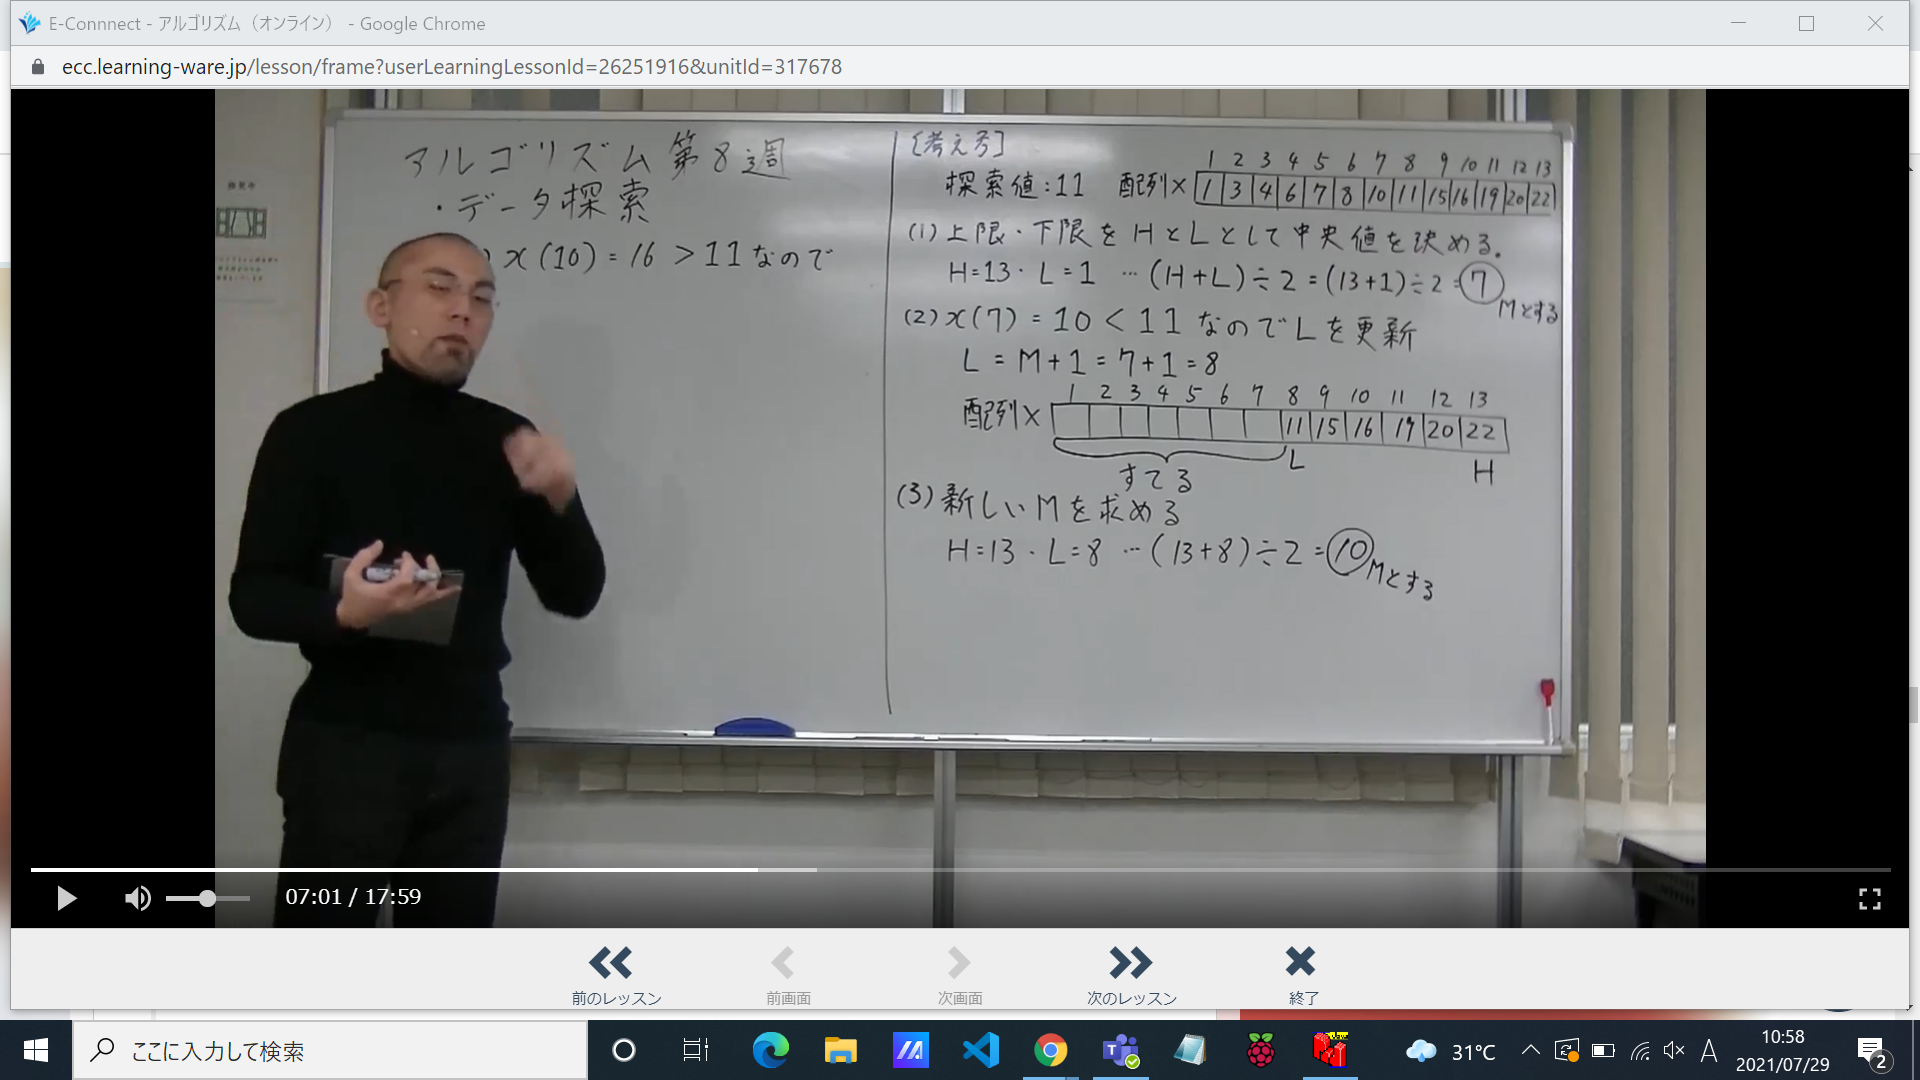 E-Connnect - アルゴリズム（オンライン） - Google Chrome
ecc.learning-ware.jp/lesson/frame?userLearningLessonId=26251916&unitId=317678
アルゴリズム 第8週
・データ探索
) x(10) = 16 > 11 なので
[考え方]
1 2 3 4 5 6 7 8 9 10 11 12 13
探索値:11 配列X 1 3 4 6 7 8 10 11 15 16 19 20 22
(1) 上限・下限をHとLとして中央値を決める.
H=13・L=1 … (H+L)÷2=(13+1)÷2=7 Mとする
(2) x(7) = 10 < 11 なのでLを更新
L = M+1 = 7+1 = 8
1 2 3 4 5 6 7 8 9 10 11 12 13
配列X 11 15 16 19 20 22
すてる L H
(3) 新しいMを求める
H=13・L=8 … (13+8)÷2=10 Mとする
07:01 / 17:59
前のレッスン 前画面 次画面 次のレッスン 終了
ここに入力して検索
31°C
A
10:58
2021/07/29
2